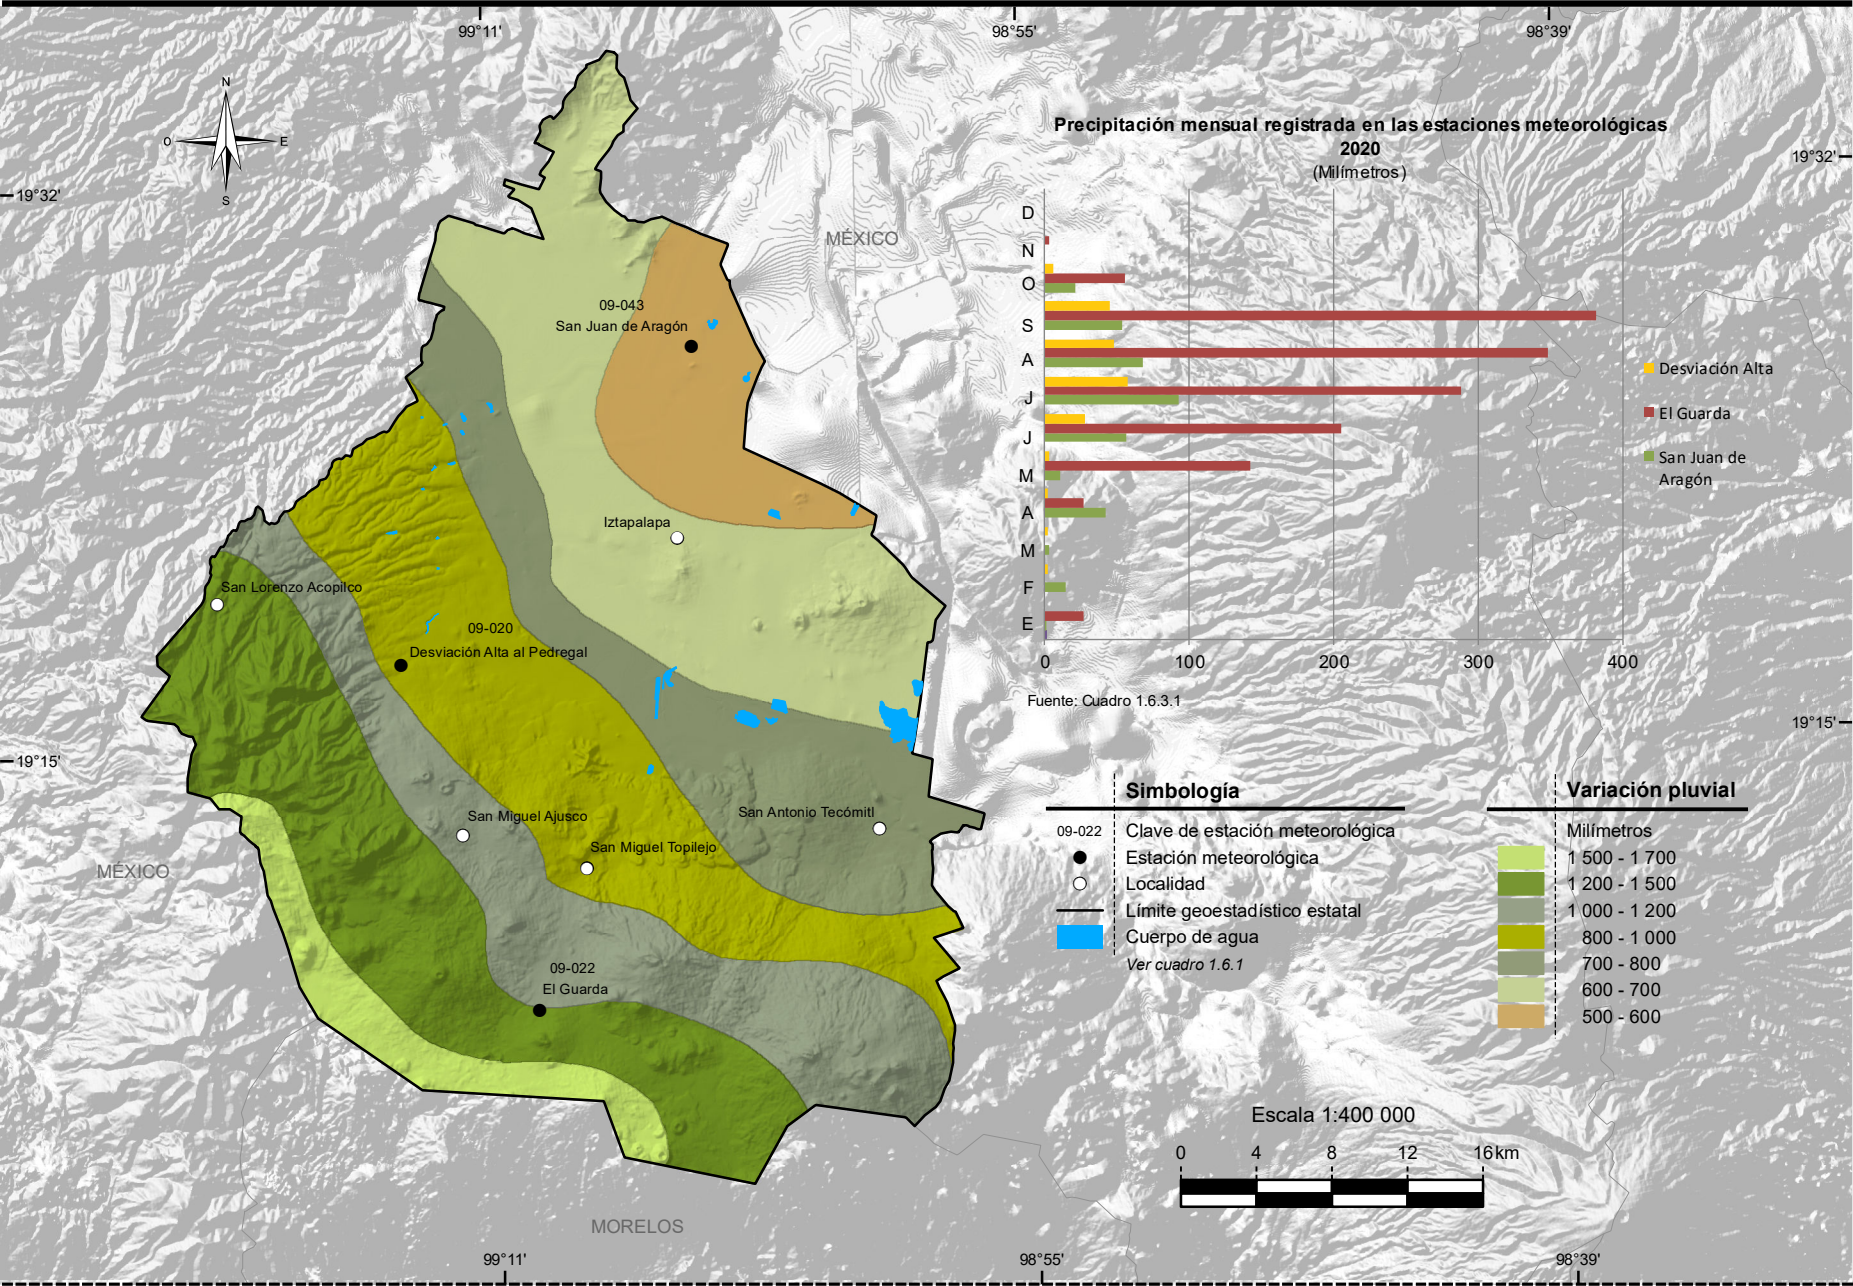 99°11'
98°55'
98°39'
N
O
E
S
19°32'
19°32'
Precipitación mensual registrada en las estaciones meteorológicas
2020
(Milímetros)
MÉXICO
D
N
O
S
A
J
J
M
A
M
F
E
0
100
200
300
400
Desviación Alta
El Guarda
San Juan de
Aragón
Fuente: Cuadro 1.6.3.1
09-043
San Juan de Aragón
Iztapalapa
San Lorenzo Acopilco
09-020
Desviación Alta al Pedregal
19°15'
19°15'
San Miguel Ajusco
San Miguel Topilejo
San Antonio Tecómitl
MÉXICO
09-022
El Guarda
Simbología
09-022
Clave de estación meteorológica
Estación meteorológica
Localidad
Límite geoestadístico estatal
Cuerpo de agua
Ver cuadro 1.6.1
Variación pluvial
Milímetros
1 500 - 1 700
1 200 - 1 500
1 000 - 1 200
800 - 1 000
700 - 800
600 - 700
500 - 600
Escala 1:400 000
0
4
8
12
16 km
MORELOS
99°11'
98°55'
98°39'